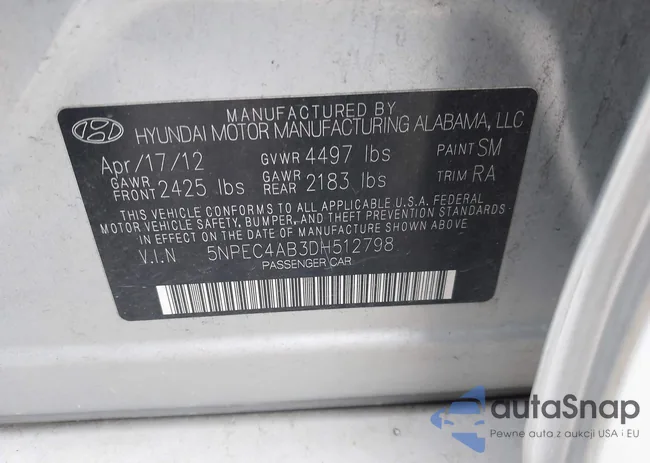 MANUFACTURED BY
HYUNDAI MOTOR MANUFACTURING ALABAMA, LLC
Apr/17/12 GVWR 4497 lbs PAINT SM
GAWR FRONT 2425 lbs GAWR REAR 2183 lbs TRIM RA
THIS VEHICLE CONFORMS TO ALL APPLICABLE U.S.A. FEDERAL
MOTOR VEHICLE SAFETY, BUMPER, AND THEFT PREVENTION STANDARDS
IN EFFECT ON THE DATE OF MANUFACTURE SHOWN ABOVE.
V.I.N 5NPEC4AB3DH512798
PASSENGER CAR
autoSnap
Pewne auta z aukcji USA i EU